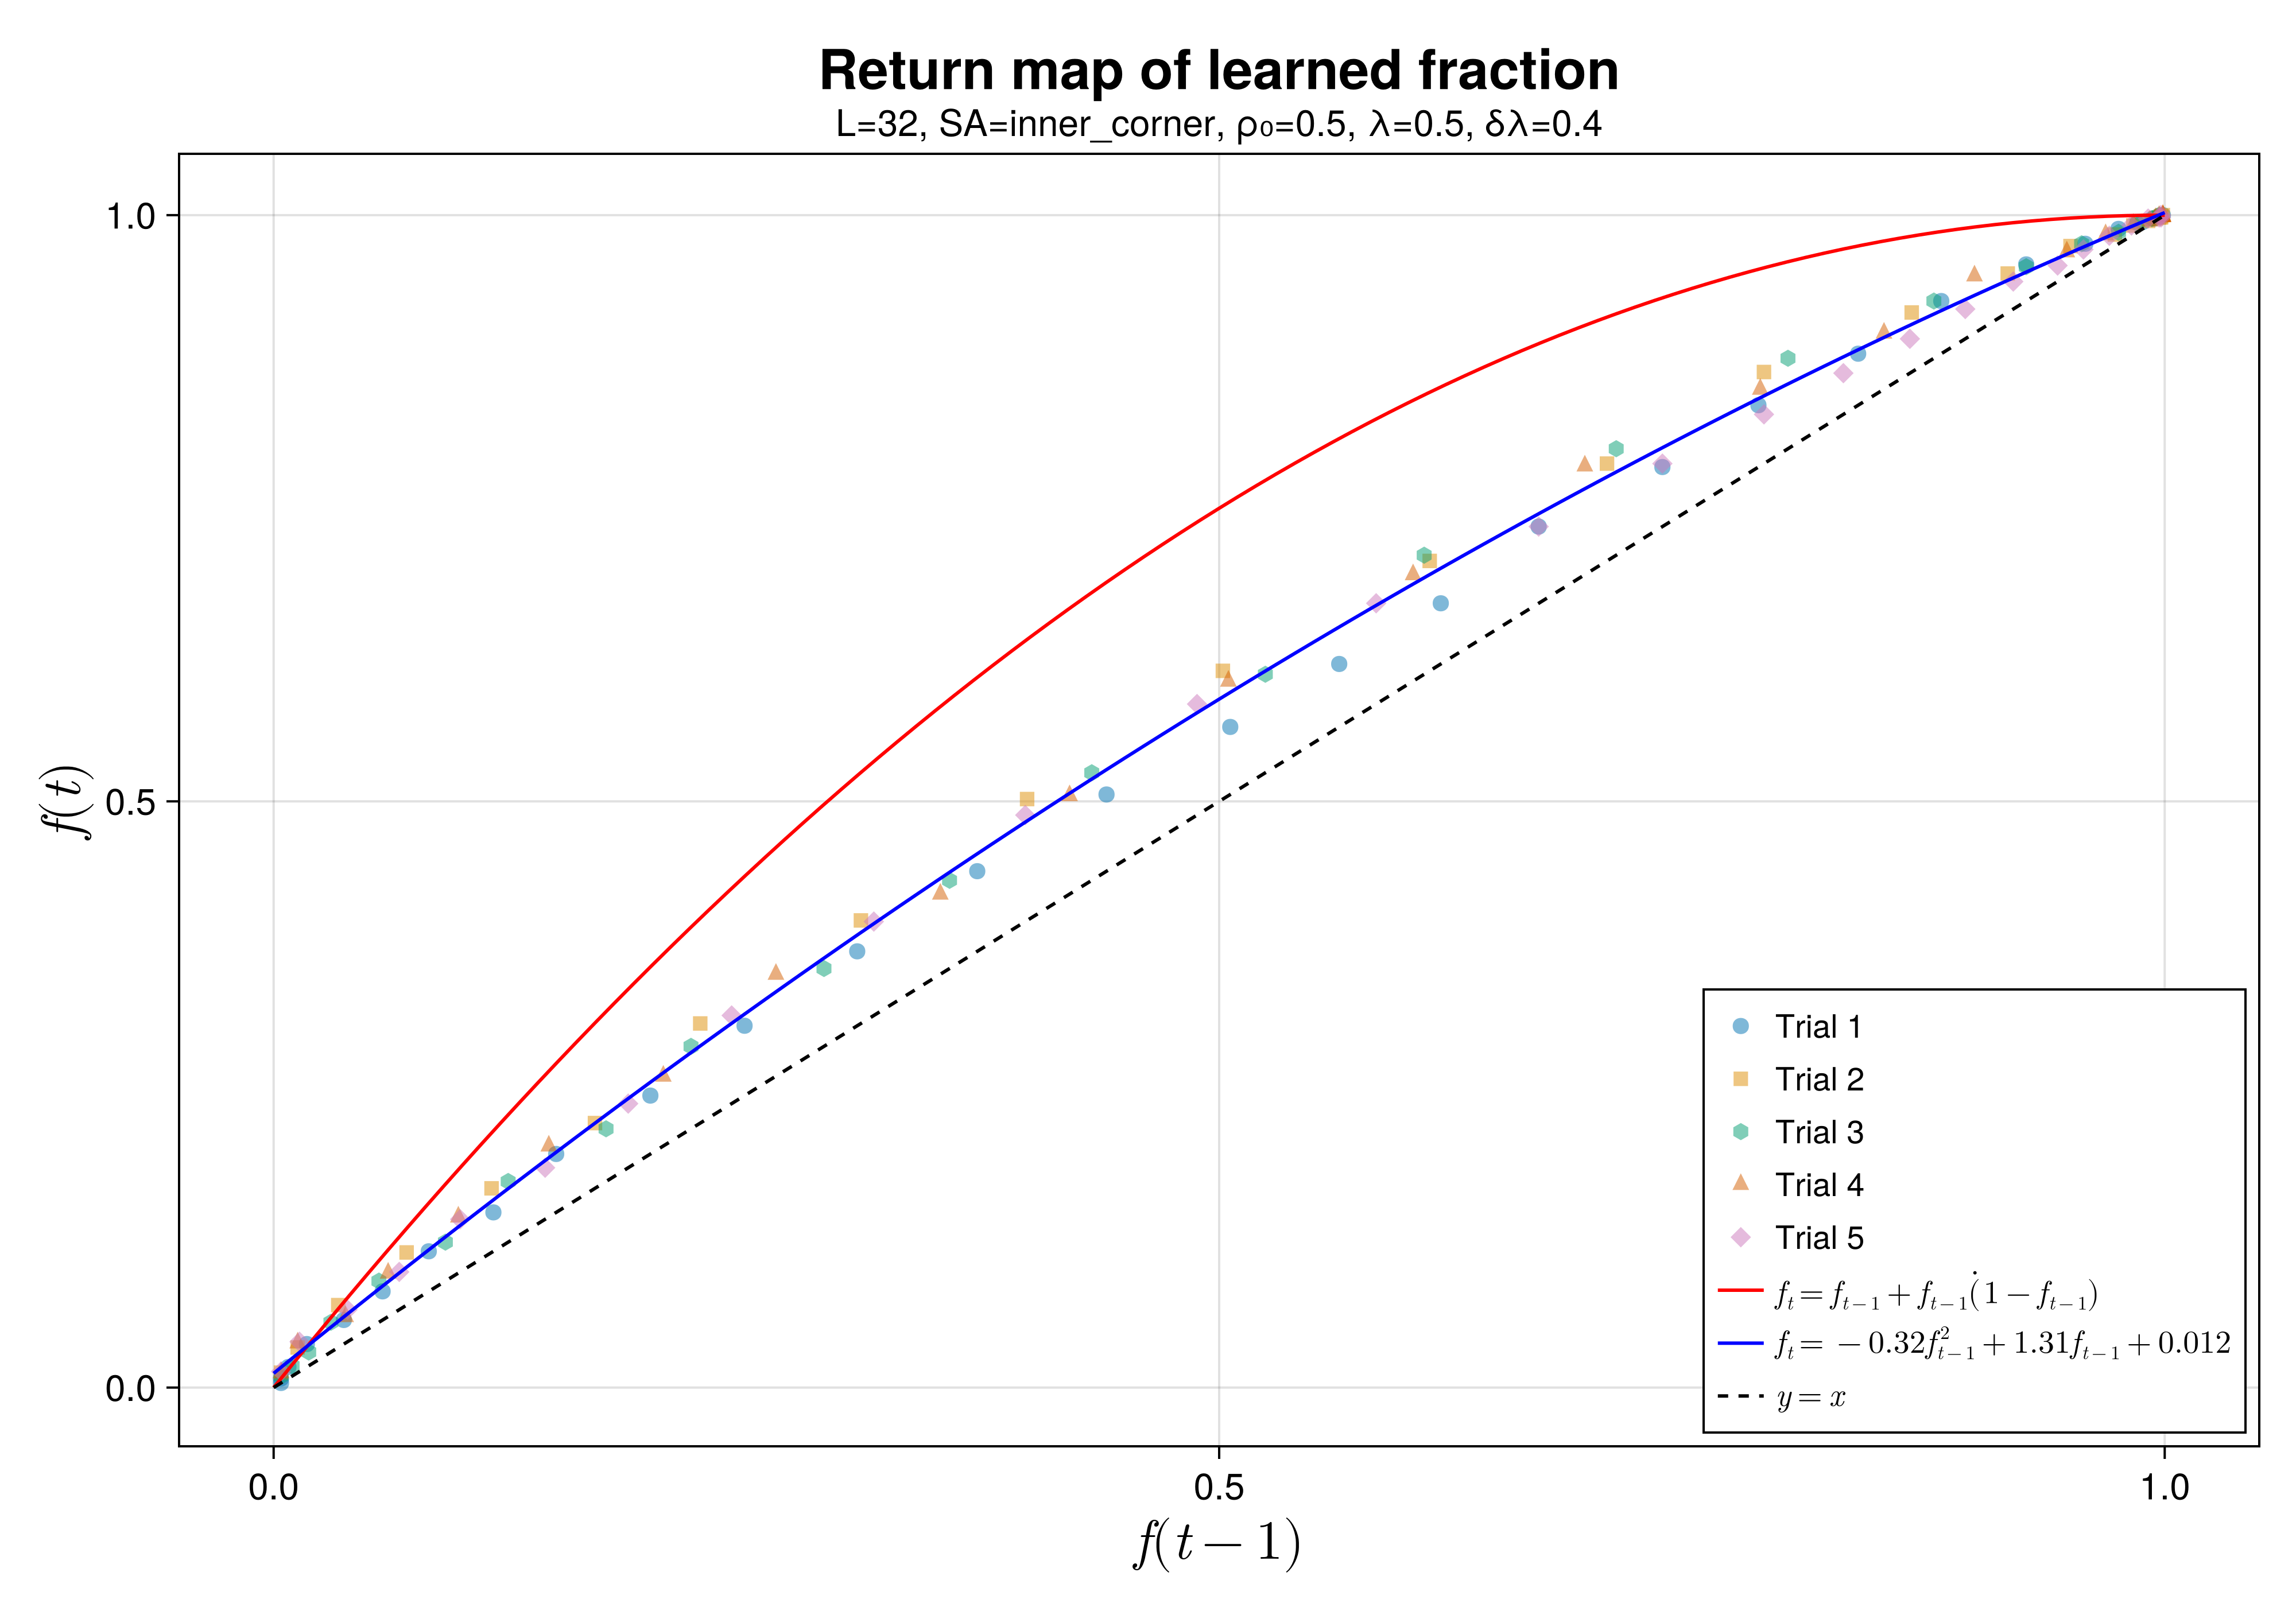 Return map of learned fraction
L=32, SA=inner_corner, ρ₀=0.5, λ=0.5, δλ=0.4
1.0
0.5
0.0
f(t)
0.0 0.5 1.0
f(t − 1)
Trial 1
Trial 2
Trial 3
Trial 4
Trial 5
f_t = f_{t−1} + f_{t−1}(̇1 − f_{t−1})
f_t = −0.32f²_{t−1} + 1.31f_{t−1} + 0.012
y = x